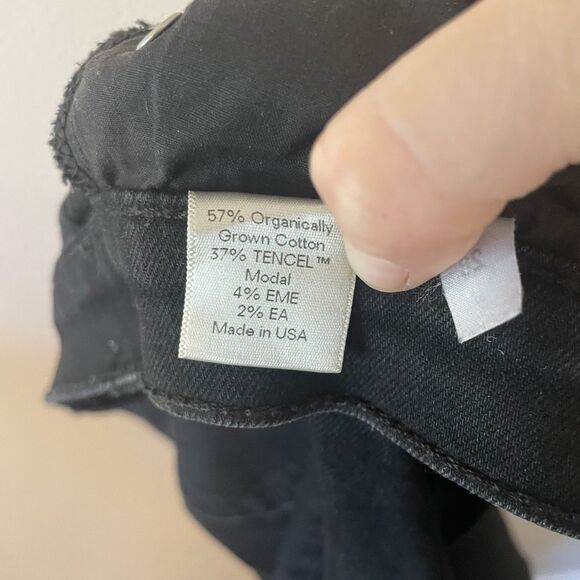 57% Organically
Grown Cotton
37% TENCEL™
Modal
4% EME
2% EA
Made in USA